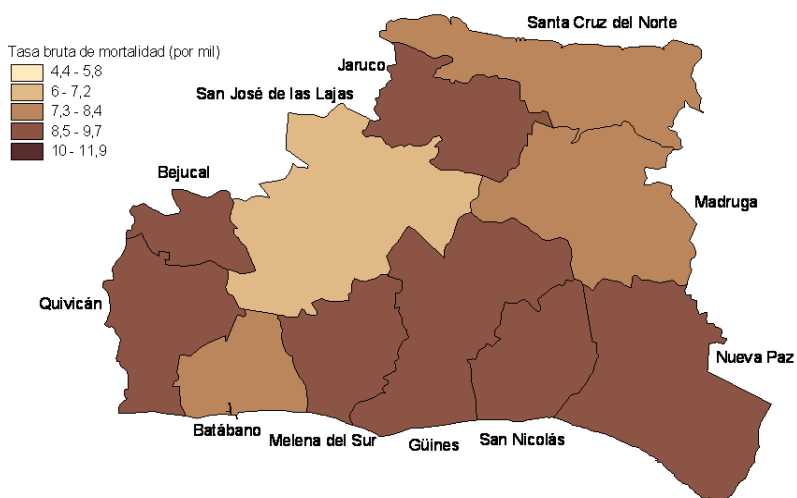 Santa Cruz del Norte
Tasa bruta de mortalidad (por mil)
4,4 - 5,8
6 - 7,2
7,3 - 8,4
8,5 - 9,7
10 - 11,9
Jaruco
San José de las Lajas
Bejucal
Madruga
Quivicán
Nueva Paz
Batábano
Melena del Sur
Güines
San Nicolás